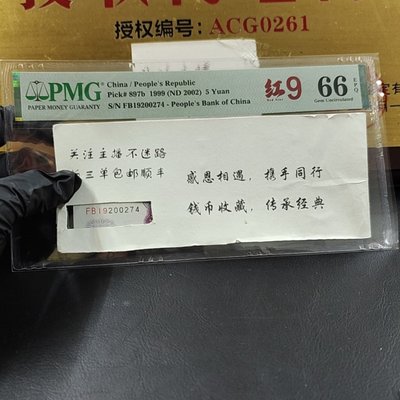 授权编号: ACG0261
PMG
PAPER MONEY GUARANTY
China / People's Republic
Pick# 897b 1999 (ND 2002) 5 Yuan
S/N FB19200274 - People's Bank of China
红9
66 EPQ
Gem Uncirculated
关注主播不迷路
三单包邮顺丰
FB19200274
感恩相遇，携手同行
钱币收藏，传承经典